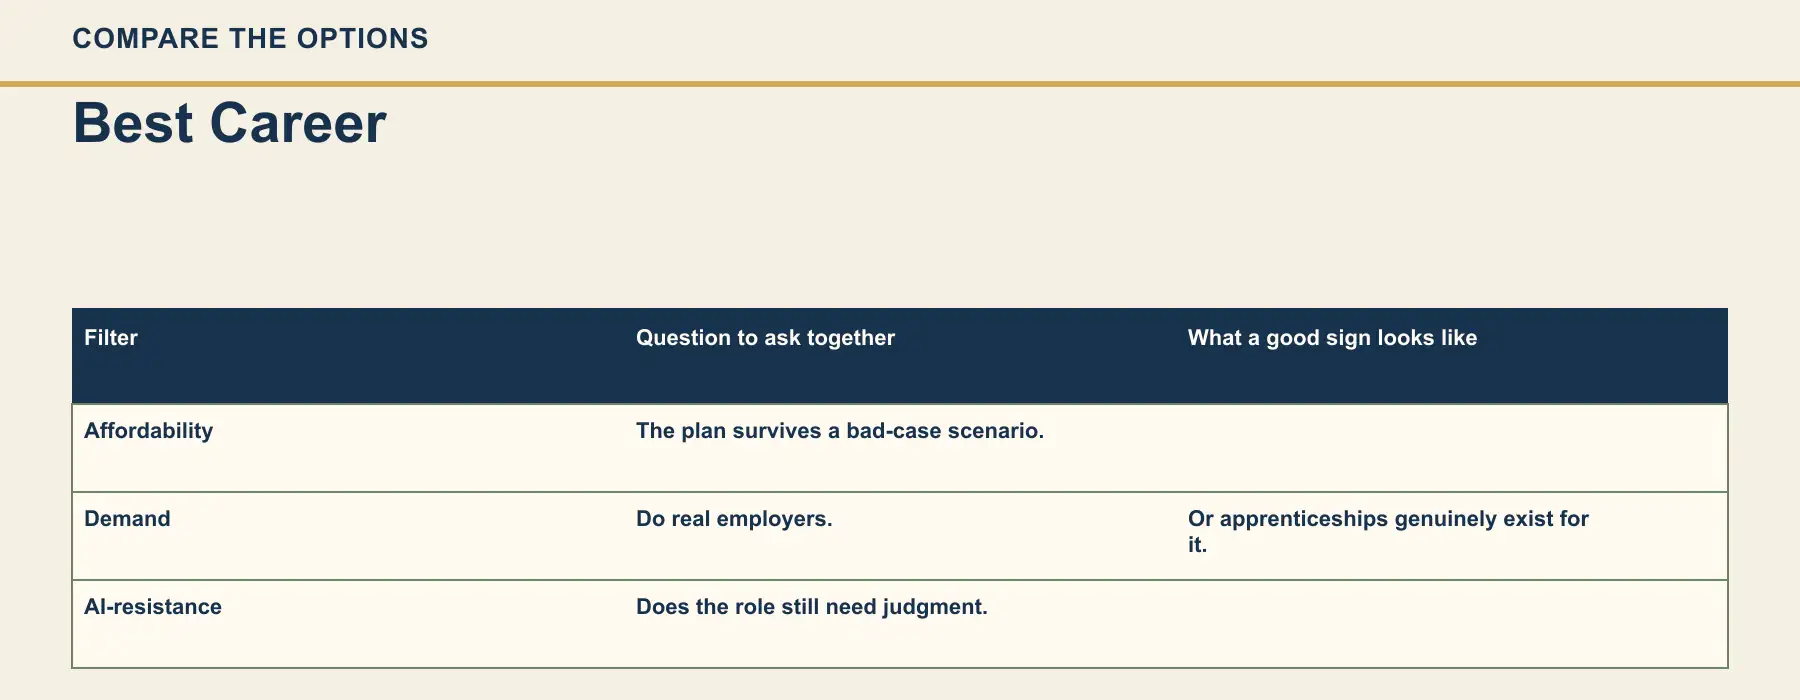 COMPARE THE OPTIONS
Best Career
Filter
Question to ask together
What a good sign looks like
Affordability
The plan survives a bad-case scenario.
Demand
Do real employers.
Or apprenticeships genuinely exist for
it.
AI-resistance
Does the role still need judgment.